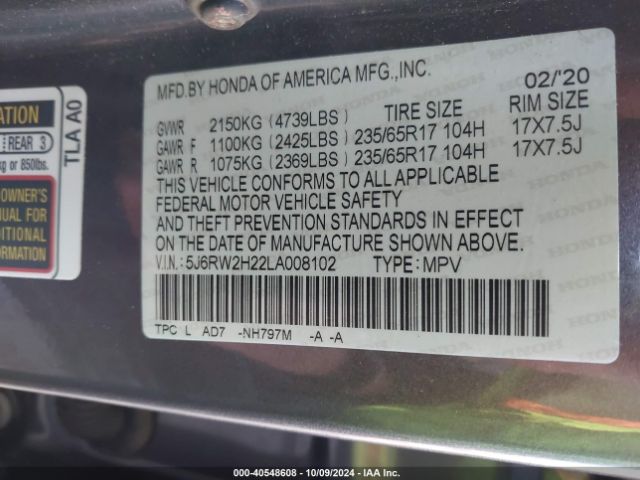 ATION
REAR 3
kg or 850lbs.
OWNER'S
NUAL FOR
DITIONAL
FORMATION
TLA A0
MFD.BY HONDA OF AMERICA MFG.,INC. 02/'20
TIRE SIZE RIM SIZE
GVWR 2150KG (4739LBS)
GAWR F 1100KG (2425LBS) 235/65R17 104H 17X7.5J
GAWR R 1075KG (2369LBS) 235/65R17 104H 17X7.5J
THIS VEHICLE CONFORMS TO ALL APPLICABLE
FEDERAL MOTOR VEHICLE SAFETY
AND THEFT PREVENTION STANDARDS IN EFFECT
ON THE DATE OF MANUFACTURE SHOWN ABOVE.
V.I.N.: 5J6RW2H22LA008102 TYPE: MPV
TPC L AD7 -NH797M -A -A
000-40548608 - 10/09/2024 - IAA Inc.